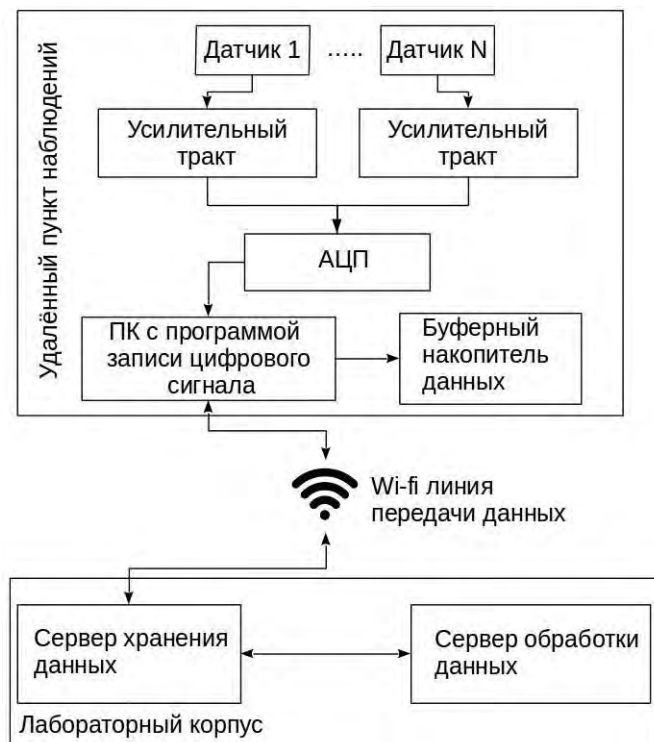 Удалённый пункт наблюдений
Датчик 1
.....
Датчик N
Усилительный
тракт
Усилительный
тракт
АЦП
ПК с программой
записи цифрового
сигнала
Буферный
накопитель
данных
Wi-fi линия
передачи данных
Сервер хранения
данных
Сервер обработки
данных
Лабораторный корпус